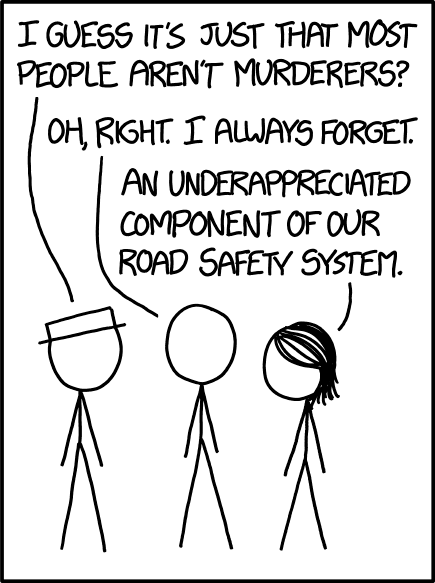 I GUESS IT'S JUST THAT MOST
PEOPLE AREN'T MURDERERS?
OH, RIGHT. I ALWAYS FORGET.
AN UNDERAPPRECIATED
COMPONENT OF OUR
ROAD SAFETY SYSTEM.